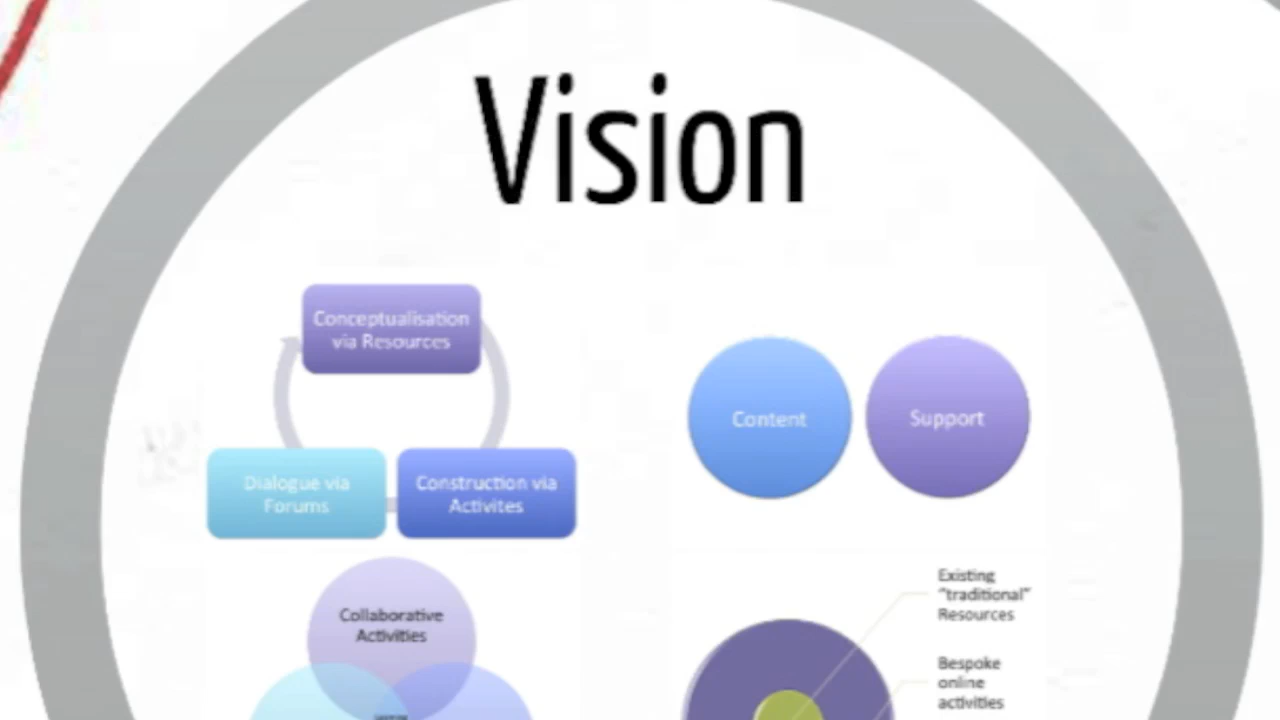 Vision
Conceptualisation
via Resources
Dialogue via
Forums
Construction via
Activites
Content
Support
Collaborative
Activities
Existing
"traditional"
Resources
Bespoke
online
activities